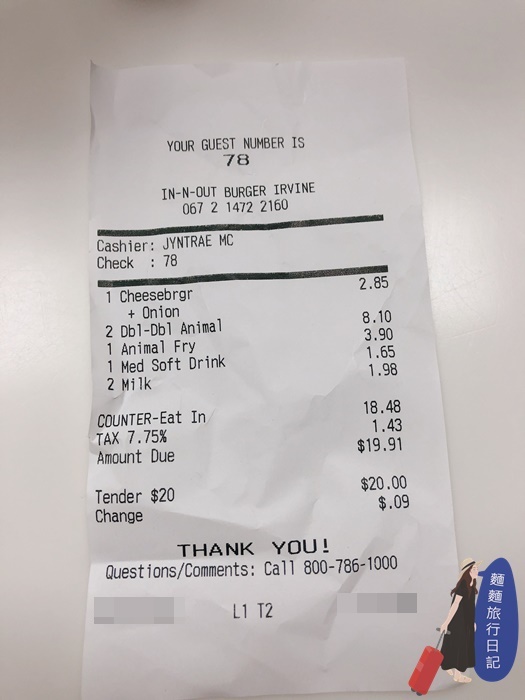 YOUR GUEST NUMBER IS
78
IN-N-OUT BURGER IRVINE
067 2 1472 2160
Cashier: JYNTRAE MC
Check : 78
1 Cheesebrgr 2.85
+ Onion
2 Dbl-Dbl Animal 8.10
1 Animal Fry 3.90
1 Med Soft Drink 1.65
2 Milk 1.98
COUNTER-Eat In 18.48
TAX 7.75% 1.43
Amount Due $19.91
Tender $20 $20.00
Change $.09
THANK YOU!
Questions/Comments: Call 800-786-1000
L1 T2
麵麵旅行日記